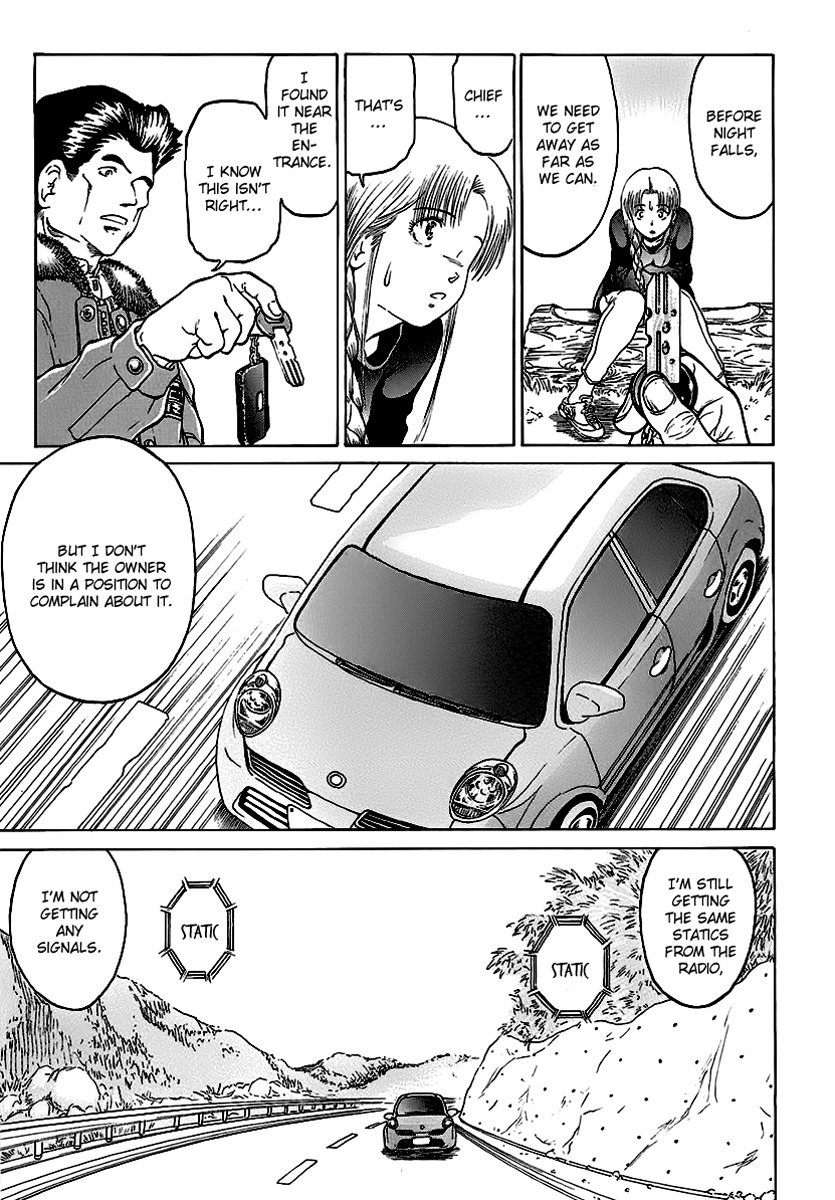 BEFORE
NIGHT
FALLS,
WE NEED
TO GET
AWAY AS
FAR AS
WE CAN.
CHIEF
...
THAT'S
...
I
FOUND
IT NEAR
THE
EN-
TRANCE.
I KNOW
THIS ISN'T
RIGHT...
BUT I DON'T
THINK THE OWNER
IS IN A POSITION TO
COMPLAIN ABOUT IT.
I'M STILL
GETTING
THE SAME
STATICS
FROM THE
RADIO,
STATIC
STATIC
I'M NOT
GETTING
ANY
SIGNALS.